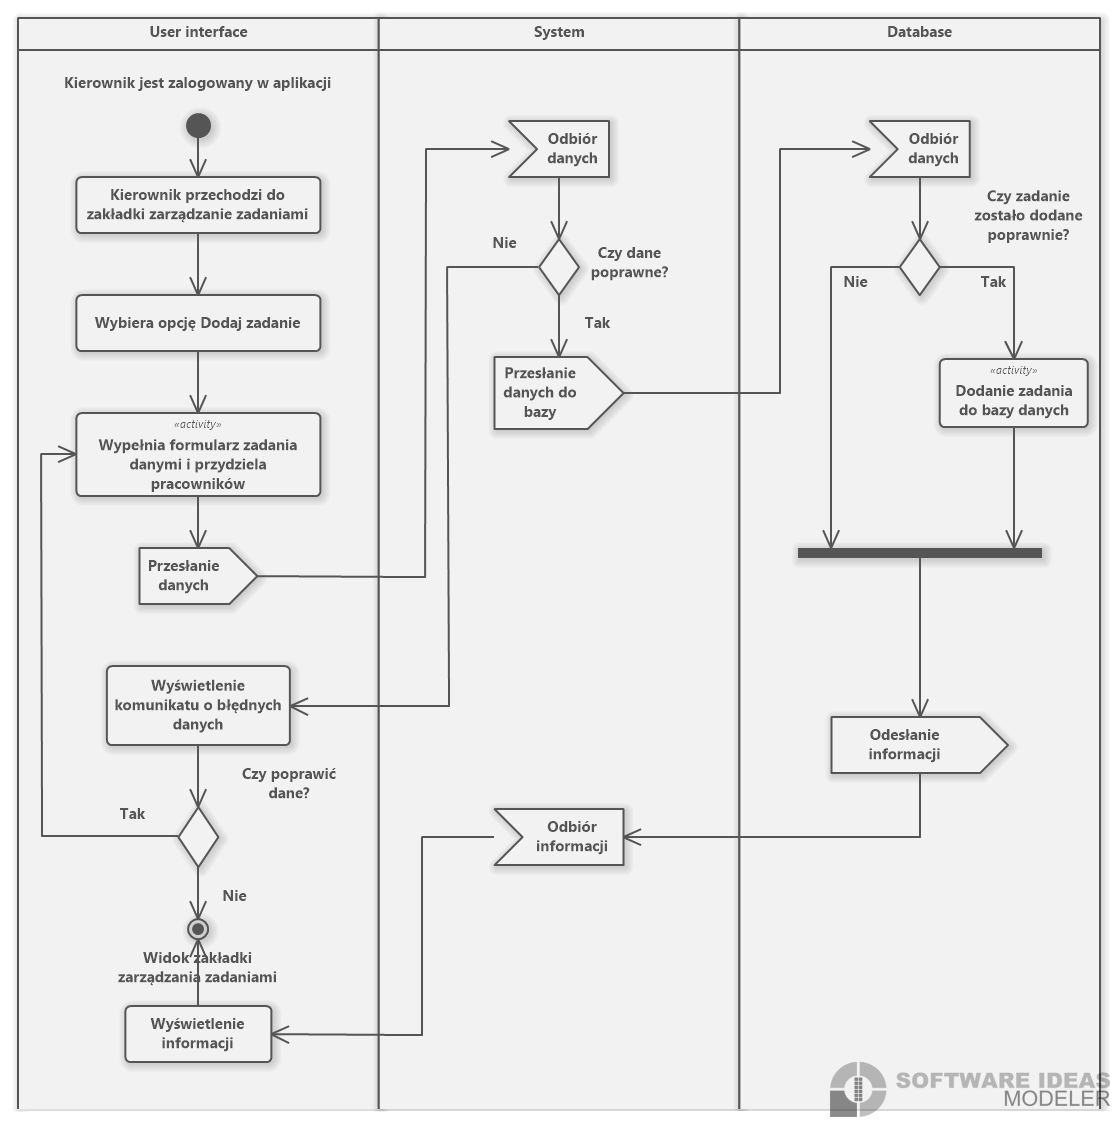 User interface
System
Database
Kierownik jest zalogowany w aplikacji
Kierownik przechodzi do
zakładki zarządzanie zadaniami
Wybiera opcję Dodaj zadanie
«activity»
Wypełnia formularz zadania
danymi i przydziela
pracowników
Przesłanie
danych
Wyświetlenie
komunikatu o błędnych
danych
Czy poprawić
dane?
Tak
Nie
Widok zakładki
zarządzania zadaniami
Wyświetlenie
informacji
Odbiór
danych
Nie
Czy dane
poprawne?
Tak
Przesłanie
danych do
bazy
Odbiór
informacji
Odbiór
danych
Czy zadanie
zostało dodane
poprawnie?
Nie
Tak
«activity»
Dodanie zadania
do bazy danych
Odesłanie
informacji
SOFTWARE IDEAS
MODELER